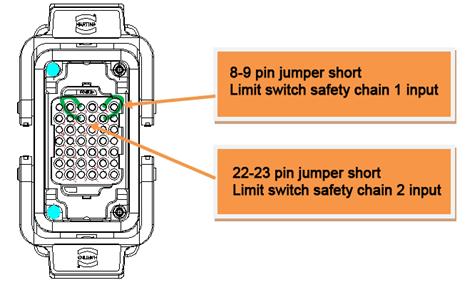 HARTING
8-9 pin jumper short
Limit switch safety chain 1 input
22-23 pin jumper short
Limit switch safety chain 2 input